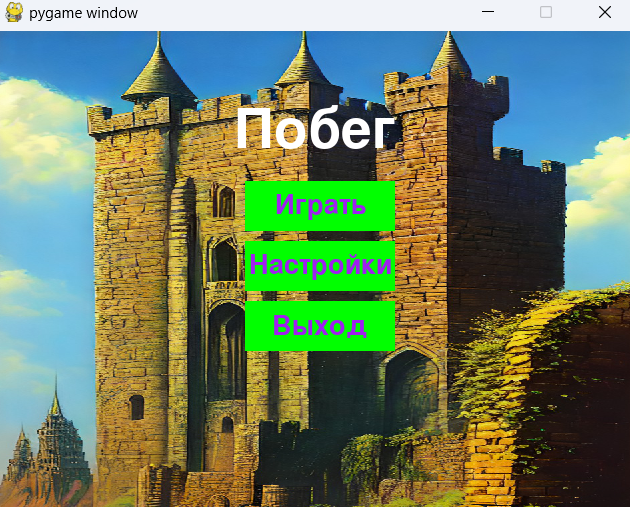 pygame window
Побег
Играть
Настройки
Выход